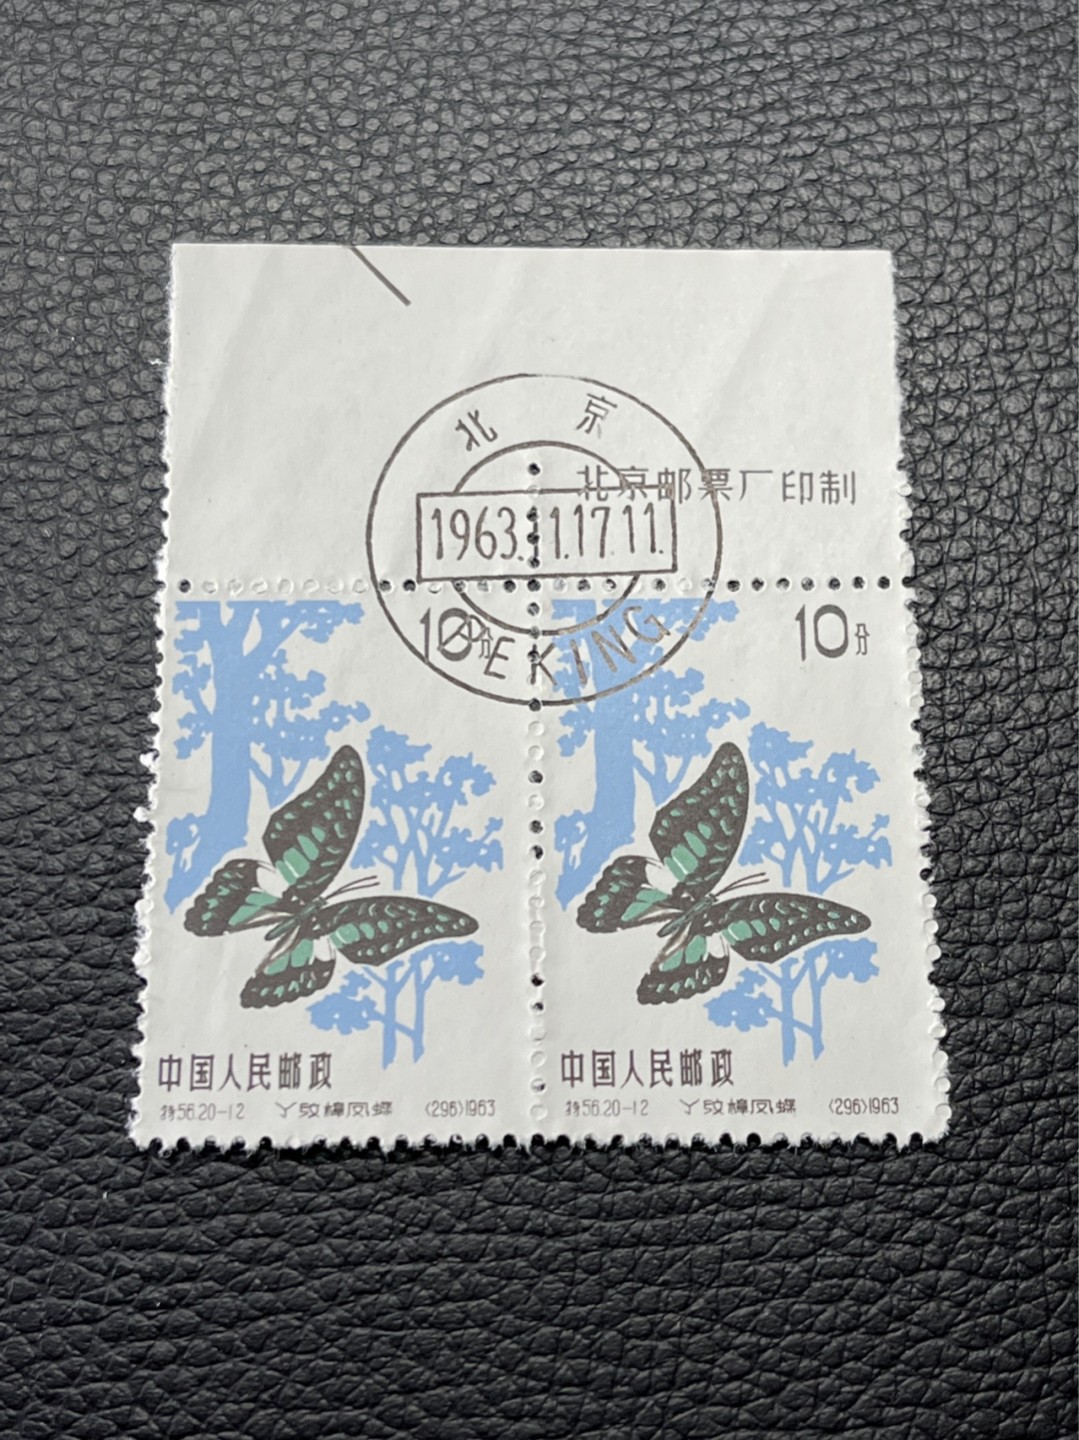 北京
北京邮票厂印制
1963.11.17.11.
PEKING
10分
10分
中国人民邮政
特56.20-12 丫纹樟凤蝶 (296)1963
中国人民邮政
特56.20-12 丫纹樟凤蝶 (296)1963